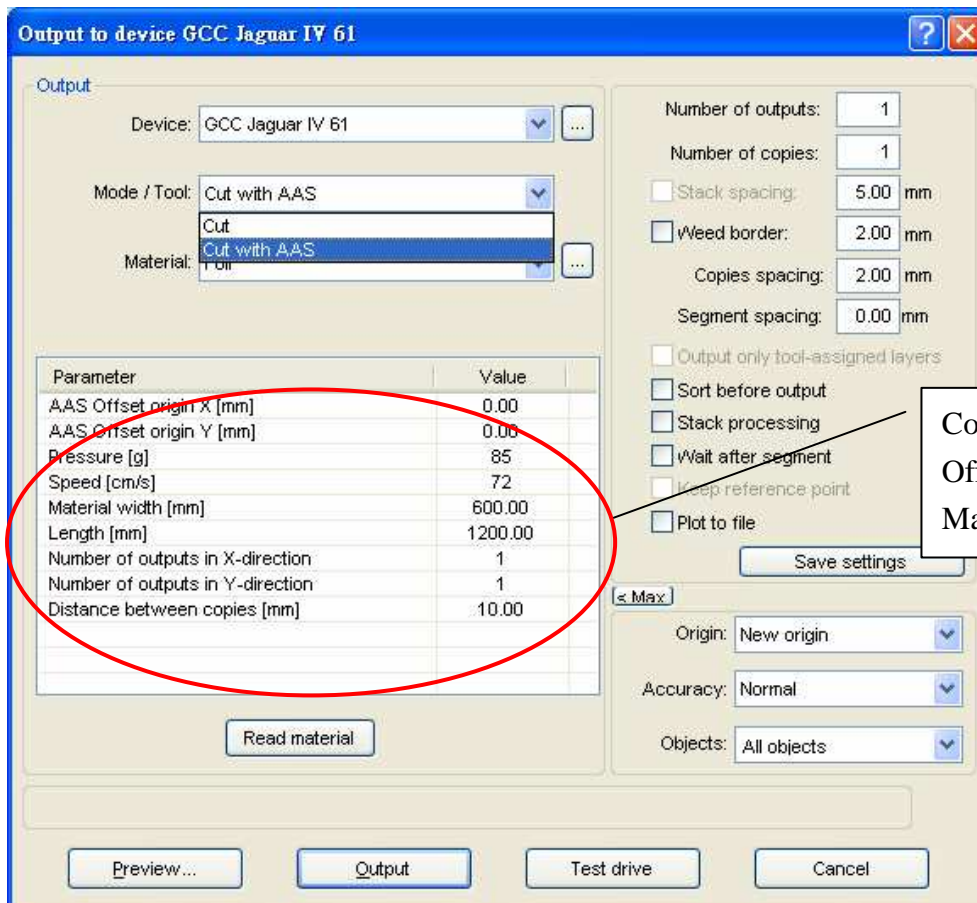 Output to device GCC Jaguar IV 61
Output
Device: GCC Jaguar IV 61 ...
Mode / Tool: Cut with AAS
Cut
Cut with AAS
Material: ...
Parameter Value
AAS Offset origin X [mm] 0.00
AAS Offset origin Y [mm] 0.00
Pressure [g] 85
Speed [cm/s] 72
Material width [mm] 600.00
Length [mm] 1200.00
Number of outputs in X-direction 1
Number of outputs in Y-direction 1
Distance between copies [mm] 10.00
Read material
Number of outputs: 1
Number of copies: 1
Stack spacing: 5.00 mm
Weed border: 2.00 mm
Copies spacing: 2.00 mm
Segment spacing: 0.00 mm
Output only tool-assigned layers
Sort before output
Stack processing
Wait after segment
Keep reference point
Plot to file
Save settings
< Max
Origin: New origin
Accuracy: Normal
Objects: All objects
Preview... Output Test drive Cancel